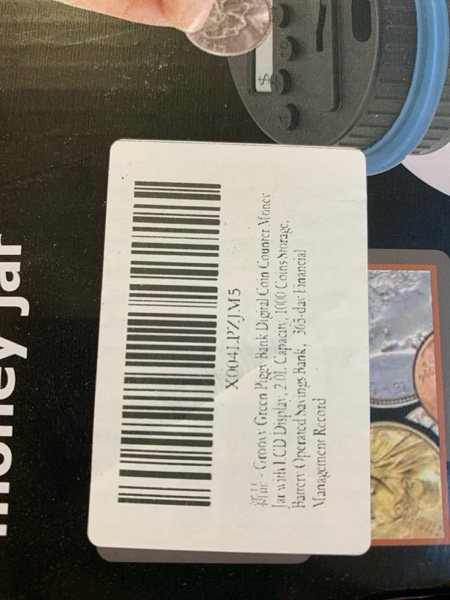 money jar
$
X004LPZJM5
新品 - Groovy Green Piggy Bank Digital Coin Counter Money
Jar with LCD Display, 2.0L Capacity, 1000 Coins Storage,
Battery Operated Savings Bank, 365-day Financial
Management Record